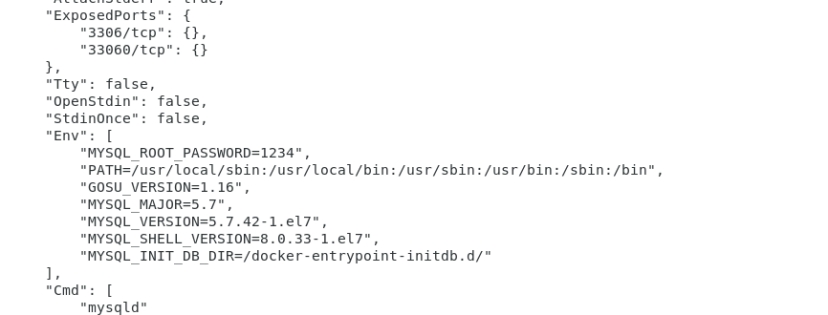 "AttachStderr": true,
"ExposedPorts": {
"3306/tcp": {},
"33060/tcp": {}
},
"Tty": false,
"OpenStdin": false,
"StdinOnce": false,
"Env": [
"MYSQL_ROOT_PASSWORD=1234",
"PATH=/usr/local/sbin:/usr/local/bin:/usr/sbin:/usr/bin:/sbin:/bin",
"GOSU_VERSION=1.16",
"MYSQL_MAJOR=5.7",
"MYSQL_VERSION=5.7.42-1.el7",
"MYSQL_SHELL_VERSION=8.0.33-1.el7",
"MYSQL_INIT_DB_DIR=/docker-entrypoint-initdb.d/"
],
"Cmd": [
"mysqld"